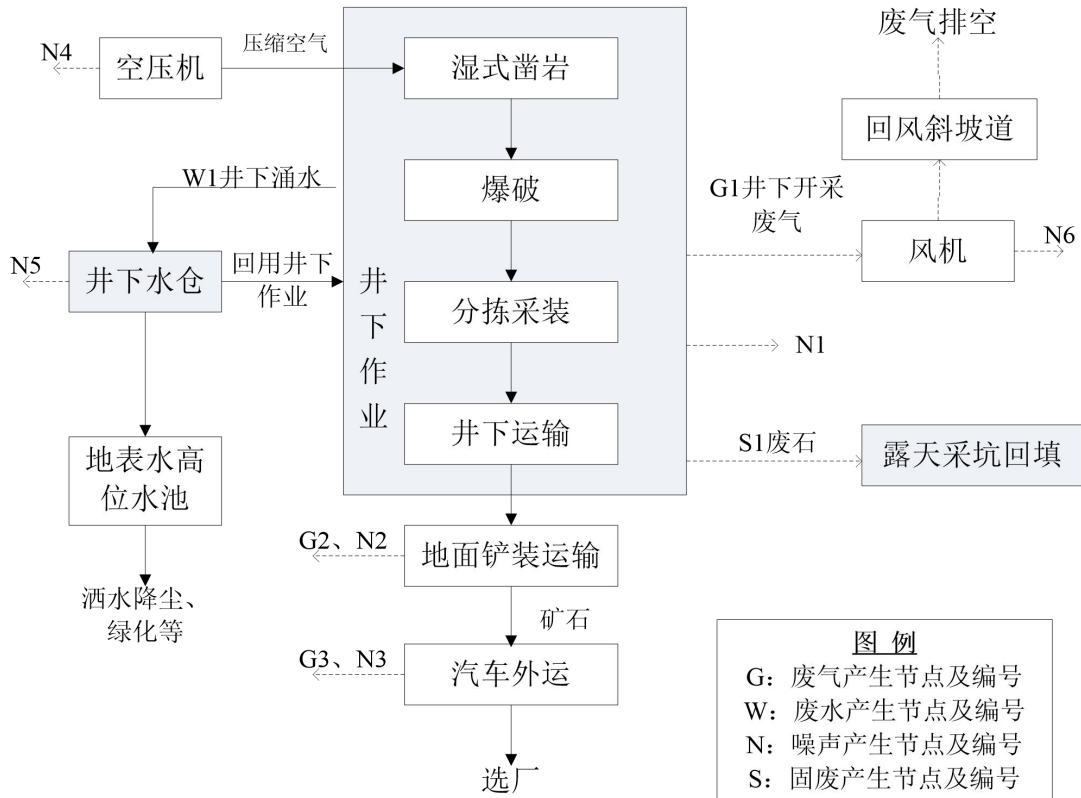 废气排空
N4
空压机
压缩空气
湿式凿岩
回风斜坡道
W1井下涌水
爆破
G1井下开采
废气
风机
N6
N5
井下水仓
回用井下
作业
井下作业
分拣采装
N1
井下运输
S1废石
露天采坑回填
地表水高
位水池
G2、N2
地面铲装运输
洒水降尘、
绿化等
矿石
G3、N3
汽车外运
选厂
图 例
G：废气产生节点及编号
W：废水产生节点及编号
N：噪声产生节点及编号
S：固废产生节点及编号